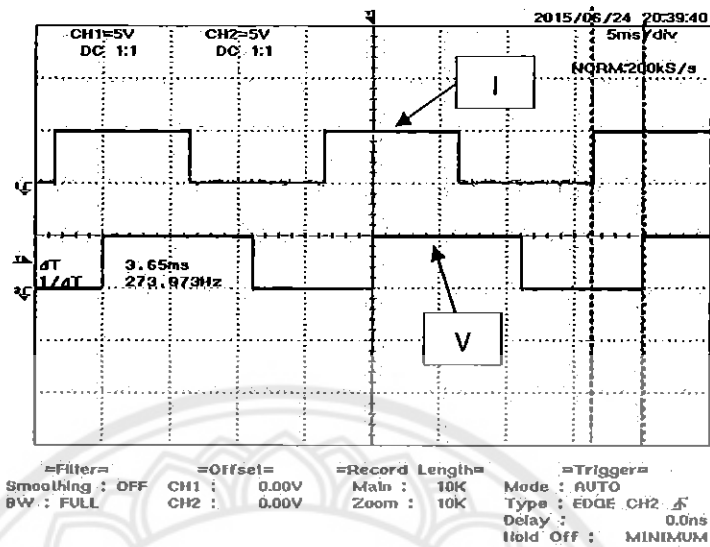 2015/06/24 20:39:40
CH1=5V CH2=5V 5ms/div
DC 1:1 DC 1:1
NORM:200kS/s
I
ΔT 3.65ms
1/ΔT 273.973Hz
V
=Filter= =Offset= =Record Length= =Trigger=
Smoothing : OFF CH1 : 0.00V Main : 10K Mode : AUTO
BW : FULL CH2 : 0.00V Zoom : 10K Type : EDGE CH2
Delay : 0.0ns
Hold Off : MINIMUM